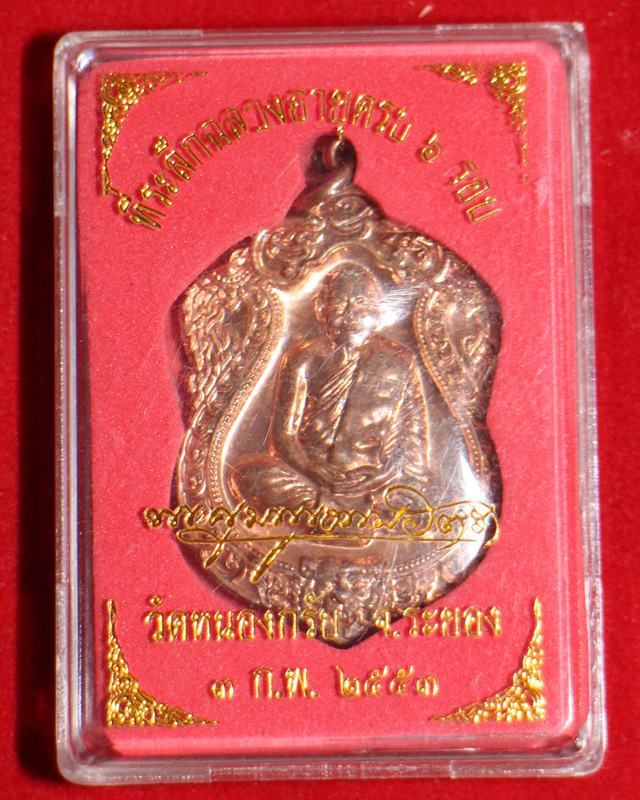 ที่ระลึกฉลองอายุครบ ๖ รอบ
วัดหนองกรับ จ.ระยอง
๓ ก.พ. ๒๕๕๓